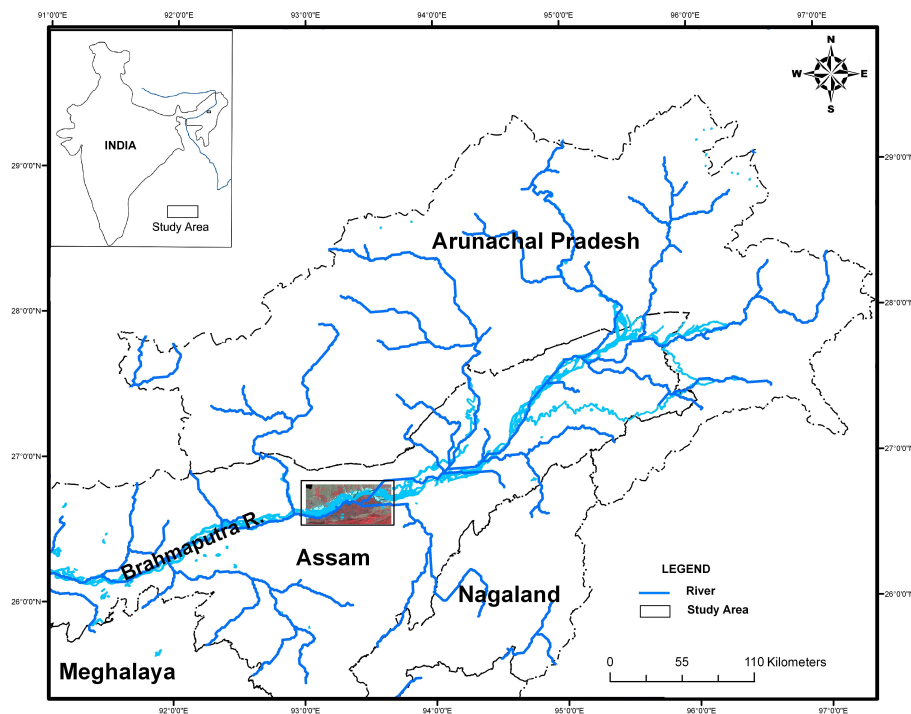 91°0'0"E 92°0'0"E 93°0'0"E 94°0'0"E 95°0'0"E 96°0'0"E 97°0'0"E
N
W E
S
INDIA
Study Area
29°0'0"N 29°0'0"N
Arunachal Pradesh
28°0'0"N 28°0'0"N
27°0'0"N 27°0'0"N
Brahmaputra R.
Assam
LEGEND
River
Study Area
26°0'0"N 26°0'0"N
Nagaland
Meghalaya
0 55 110 Kilometers
92°0'0"E 93°0'0"E 94°0'0"E 95°0'0"E 96°0'0"E 97°0'0"E